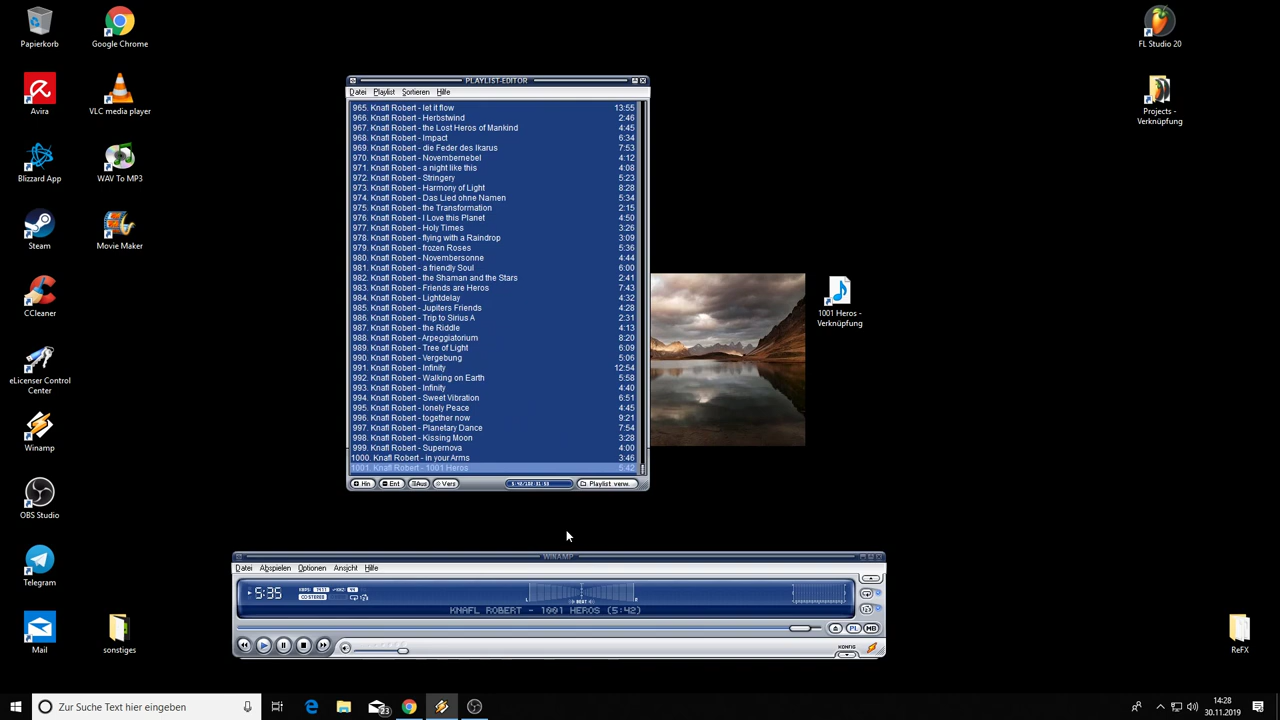 Papierkorb
Google Chrome
FL Studio 20
Avira
VLC media player
Projects -
Verknüpfung
Blizzard App
WAV To MP3
Steam
Movie Maker
CCleaner
1001 Heros -
Verknüpfung
eLicenser Control
Center
Winamp
OBS Studio
Telegram
Mail
sonstiges
ReFX
PLAYLIST-EDITOR
Datei Playlist Sortieren Hilfe
965. Knafl Robert - let it flow 13:55
966. Knafl Robert - Herbstwind 2:46
967. Knafl Robert - the Lost Heros of Mankind 4:45
968. Knafl Robert - Impact 6:34
969. Knafl Robert - die Feder des Ikarus 7:53
970. Knafl Robert - Novembernebel 4:12
971. Knafl Robert - a night like this 4:08
972. Knafl Robert - Stringery 5:23
973. Knafl Robert - Harmony of Light 8:28
974. Knafl Robert - Das Lied ohne Namen 5:34
975. Knafl Robert - the Transformation 2:15
976. Knafl Robert - I Love this Planet 4:50
977. Knafl Robert - Holy Times 3:26
978. Knafl Robert - flying with a Raindrop 3:09
979. Knafl Robert - frozen Roses 5:36
980. Knafl Robert - Novembersonne 4:44
981. Knafl Robert - a friendly Soul 6:00
982. Knafl Robert - the Shaman and the Stars 2:41
983. Knafl Robert - Friends are Heros 7:43
984. Knafl Robert - Lightdelay 4:32
985. Knafl Robert - Jupiters Friends 4:28
986. Knafl Robert - Trip to Sirius A 2:31
987. Knafl Robert - the Riddle 4:13
988. Knafl Robert - Arpeggiatorium 8:20
989. Knafl Robert - Tree of Light 6:09
990. Knafl Robert - Vergebung 5:06
991. Knafl Robert - Infinity 12:54
992. Knafl Robert - Walking on Earth 5:58
993. Knafl Robert - Infinity 4:40
994. Knafl Robert - Sweet Vibration 6:51
995. Knafl Robert - lonely Peace 4:45
996. Knafl Robert - together now 9:21
997. Knafl Robert - Planetary Dance 7:54
998. Knafl Robert - Kissing Moon 3:28
999. Knafl Robert - Supernova 4:00
1000. Knafl Robert - in your Arms 3:46
1001. Knafl Robert - 1001 Heros 5:42
Hin Ent Aus Vers Playlist verw...
WINAMP
Datei Abspielen Optionen Ansicht Hilfe
5:35
KBPS KHZ
STEREO
L BEAT R
KNAFL ROBERT - 1001 HEROS (5:42)
PL MB
KONFIG
Zur Suche Text hier eingeben
23
14:28
30.11.2019